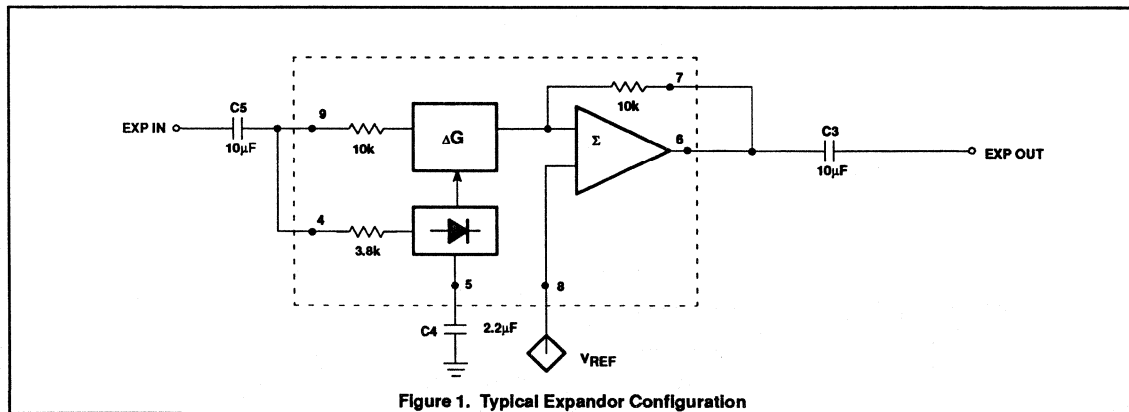 C5
EXP IN
10µF
9
10k
ΔG
10k
7
Σ
6
C3
10µF
EXP OUT
4
3.8k
5
8
C4
2.2µF
VREF
Figure 1. Typical Expandor Configuration